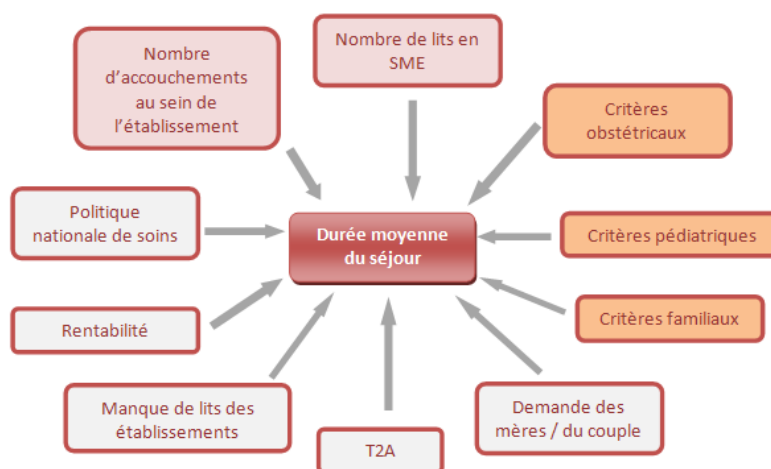 Nombre
d'accouchements
au sein de
l'établissement
Nombre de lits en
SME
Critères
obstétricaux
Politique
nationale de soins
Durée moyenne
du séjour
Critères pédiatriques
Rentabilité
Critères familiaux
Manque de lits des
établissements
T2A
Demande des
mères / du couple